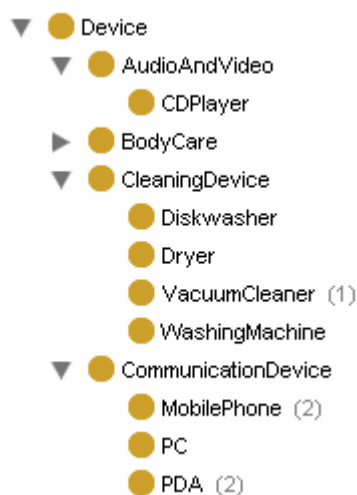 Device
AudioAndVideo
CDPlayer
BodyCare
CleaningDevice
Diskwasher
Dryer
VacuumCleaner (1)
WashingMachine
CommunicationDevice
MobilePhone (2)
PC
PDA (2)